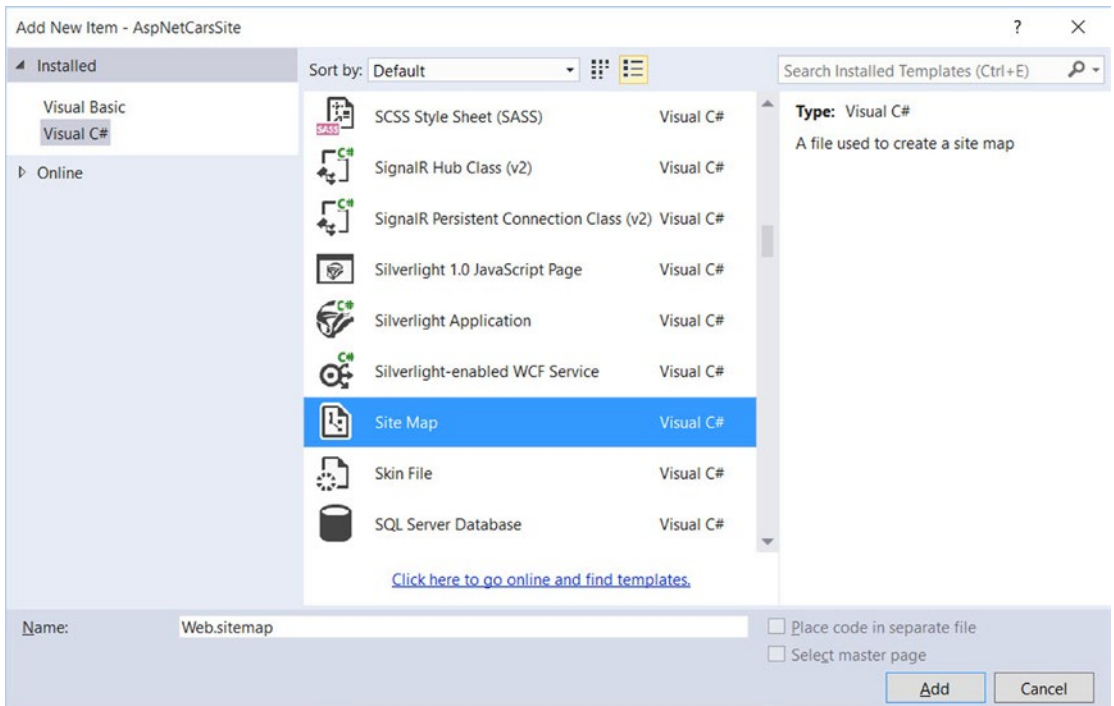 Add New Item - AspNetCarsSite
?
Installed
Sort by: Default
Search Installed Templates (Ctrl+E)
Visual Basic
Visual C#
Online
SASS
SCSS Style Sheet (SASS) Visual C#
C#
SignalR Hub Class (v2) Visual C#
C#
SignalR Persistent Connection Class (v2) Visual C#
Silverlight 1.0 JavaScript Page Visual C#
C#
Silverlight Application Visual C#
C#
Silverlight-enabled WCF Service Visual C#
Site Map Visual C#
Skin File Visual C#
SQL Server Database Visual C#
Click here to go online and find templates.
Type: Visual C#
A file used to create a site map
Name: Web.sitemap
Place code in separate file
Select master page
Add Cancel